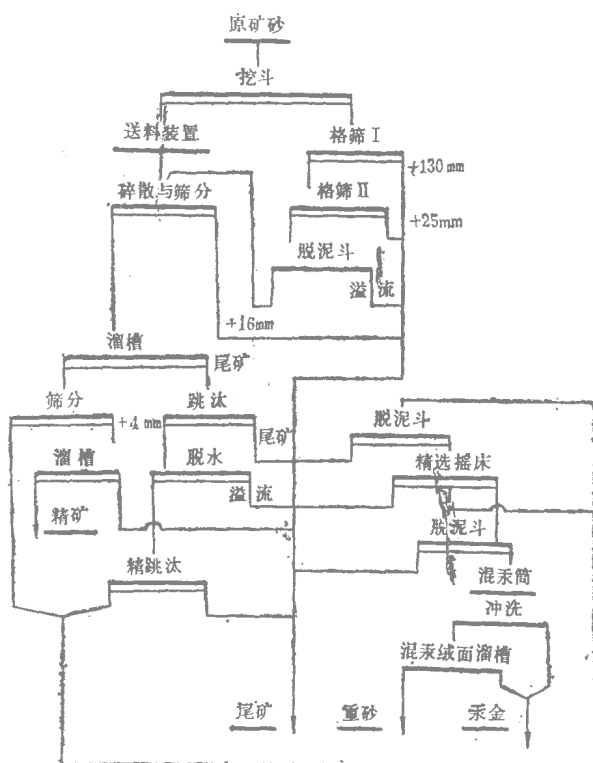 原矿砂
挖斗
送料装置
格筛 I
+130mm
碎散与筛分
格筛II
+25mm
脱泥斗
溢流
+16mm
溜槽
尾矿
筛分
+4 mm
跳汰
尾矿
脱泥斗
溜槽
脱水
溢流
精选摇床
精矿
脱泥斗
精跳汰
混汞筒
冲洗
混汞绒面溜槽
尾矿
重砂
汞金